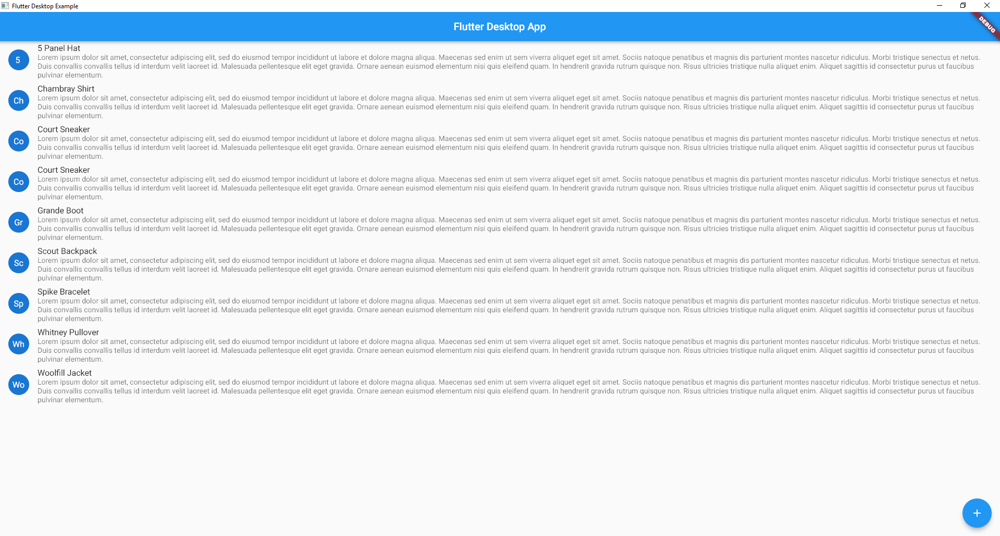 Flutter Desktop Example
Flutter Desktop App
DEBUG
5 Panel Hat
5
Lorem ipsum dolor sit amet, consectetur adipiscing elit, sed do eiusmod tempor incididunt ut labore et dolore magna aliqua. Maecenas sed enim ut sem viverra aliquet eget sit amet. Sociis natoque penatibus et magnis dis parturient montes nascetur ridiculus. Morbi tristique senectus et netus.
Duis convallis convallis tellus id interdum velit laoreet id. Malesuada pellentesque elit eget gravida. Ornare aenean euismod elementum nisi quis eleifend quam. In hendrerit gravida rutrum quisque non. Risus ultricies tristique nulla aliquet enim. Aliquet sagittis id consectetur purus ut faucibus
pulvinar elementum.
Chambray Shirt
Ch
Lorem ipsum dolor sit amet, consectetur adipiscing elit, sed do eiusmod tempor incididunt ut labore et dolore magna aliqua. Maecenas sed enim ut sem viverra aliquet eget sit amet. Sociis natoque penatibus et magnis dis parturient montes nascetur ridiculus. Morbi tristique senectus et netus.
Duis convallis convallis tellus id interdum velit laoreet id. Malesuada pellentesque elit eget gravida. Ornare aenean euismod elementum nisi quis eleifend quam. In hendrerit gravida rutrum quisque non. Risus ultricies tristique nulla aliquet enim. Aliquet sagittis id consectetur purus ut faucibus
pulvinar elementum.
Court Sneaker
Co
Lorem ipsum dolor sit amet, consectetur adipiscing elit, sed do eiusmod tempor incididunt ut labore et dolore magna aliqua. Maecenas sed enim ut sem viverra aliquet eget sit amet. Sociis natoque penatibus et magnis dis parturient montes nascetur ridiculus. Morbi tristique senectus et netus.
Duis convallis convallis tellus id interdum velit laoreet id. Malesuada pellentesque elit eget gravida. Ornare aenean euismod elementum nisi quis eleifend quam. In hendrerit gravida rutrum quisque non. Risus ultricies tristique nulla aliquet enim. Aliquet sagittis id consectetur purus ut faucibus
pulvinar elementum.
Court Sneaker
Co
Lorem ipsum dolor sit amet, consectetur adipiscing elit, sed do eiusmod tempor incididunt ut labore et dolore magna aliqua. Maecenas sed enim ut sem viverra aliquet eget sit amet. Sociis natoque penatibus et magnis dis parturient montes nascetur ridiculus. Morbi tristique senectus et netus.
Duis convallis convallis tellus id interdum velit laoreet id. Malesuada pellentesque elit eget gravida. Ornare aenean euismod elementum nisi quis eleifend quam. In hendrerit gravida rutrum quisque non. Risus ultricies tristique nulla aliquet enim. Aliquet sagittis id consectetur purus ut faucibus
pulvinar elementum.
Grande Boot
Gr
Lorem ipsum dolor sit amet, consectetur adipiscing elit, sed do eiusmod tempor incididunt ut labore et dolore magna aliqua. Maecenas sed enim ut sem viverra aliquet eget sit amet. Sociis natoque penatibus et magnis dis parturient montes nascetur ridiculus. Morbi tristique senectus et netus.
Duis convallis convallis tellus id interdum velit laoreet id. Malesuada pellentesque elit eget gravida. Ornare aenean euismod elementum nisi quis eleifend quam. In hendrerit gravida rutrum quisque non. Risus ultricies tristique nulla aliquet enim. Aliquet sagittis id consectetur purus ut faucibus
pulvinar elementum.
Scout Backpack
Sc
Lorem ipsum dolor sit amet, consectetur adipiscing elit, sed do eiusmod tempor incididunt ut labore et dolore magna aliqua. Maecenas sed enim ut sem viverra aliquet eget sit amet. Sociis natoque penatibus et magnis dis parturient montes nascetur ridiculus. Morbi tristique senectus et netus.
Duis convallis convallis tellus id interdum velit laoreet id. Malesuada pellentesque elit eget gravida. Ornare aenean euismod elementum nisi quis eleifend quam. In hendrerit gravida rutrum quisque non. Risus ultricies tristique nulla aliquet enim. Aliquet sagittis id consectetur purus ut faucibus
pulvinar elementum.
Spike Bracelet
Sp
Lorem ipsum dolor sit amet, consectetur adipiscing elit, sed do eiusmod tempor incididunt ut labore et dolore magna aliqua. Maecenas sed enim ut sem viverra aliquet eget sit amet. Sociis natoque penatibus et magnis dis parturient montes nascetur ridiculus. Morbi tristique senectus et netus.
Duis convallis convallis tellus id interdum velit laoreet id. Malesuada pellentesque elit eget gravida. Ornare aenean euismod elementum nisi quis eleifend quam. In hendrerit gravida rutrum quisque non. Risus ultricies tristique nulla aliquet enim. Aliquet sagittis id consectetur purus ut faucibus
pulvinar elementum.
Whitney Pullover
Wh
Lorem ipsum dolor sit amet, consectetur adipiscing elit, sed do eiusmod tempor incididunt ut labore et dolore magna aliqua. Maecenas sed enim ut sem viverra aliquet eget sit amet. Sociis natoque penatibus et magnis dis parturient montes nascetur ridiculus. Morbi tristique senectus et netus.
Duis convallis convallis tellus id interdum velit laoreet id. Malesuada pellentesque elit eget gravida. Ornare aenean euismod elementum nisi quis eleifend quam. In hendrerit gravida rutrum quisque non. Risus ultricies tristique nulla aliquet enim. Aliquet sagittis id consectetur purus ut faucibus
pulvinar elementum.
Woolfill Jacket
Wo
Lorem ipsum dolor sit amet, consectetur adipiscing elit, sed do eiusmod tempor incididunt ut labore et dolore magna aliqua. Maecenas sed enim ut sem viverra aliquet eget sit amet. Sociis natoque penatibus et magnis dis parturient montes nascetur ridiculus. Morbi tristique senectus et netus.
Duis convallis convallis tellus id interdum velit laoreet id. Malesuada pellentesque elit eget gravida. Ornare aenean euismod elementum nisi quis eleifend quam. In hendrerit gravida rutrum quisque non. Risus ultricies tristique nulla aliquet enim. Aliquet sagittis id consectetur purus ut faucibus
pulvinar elementum.